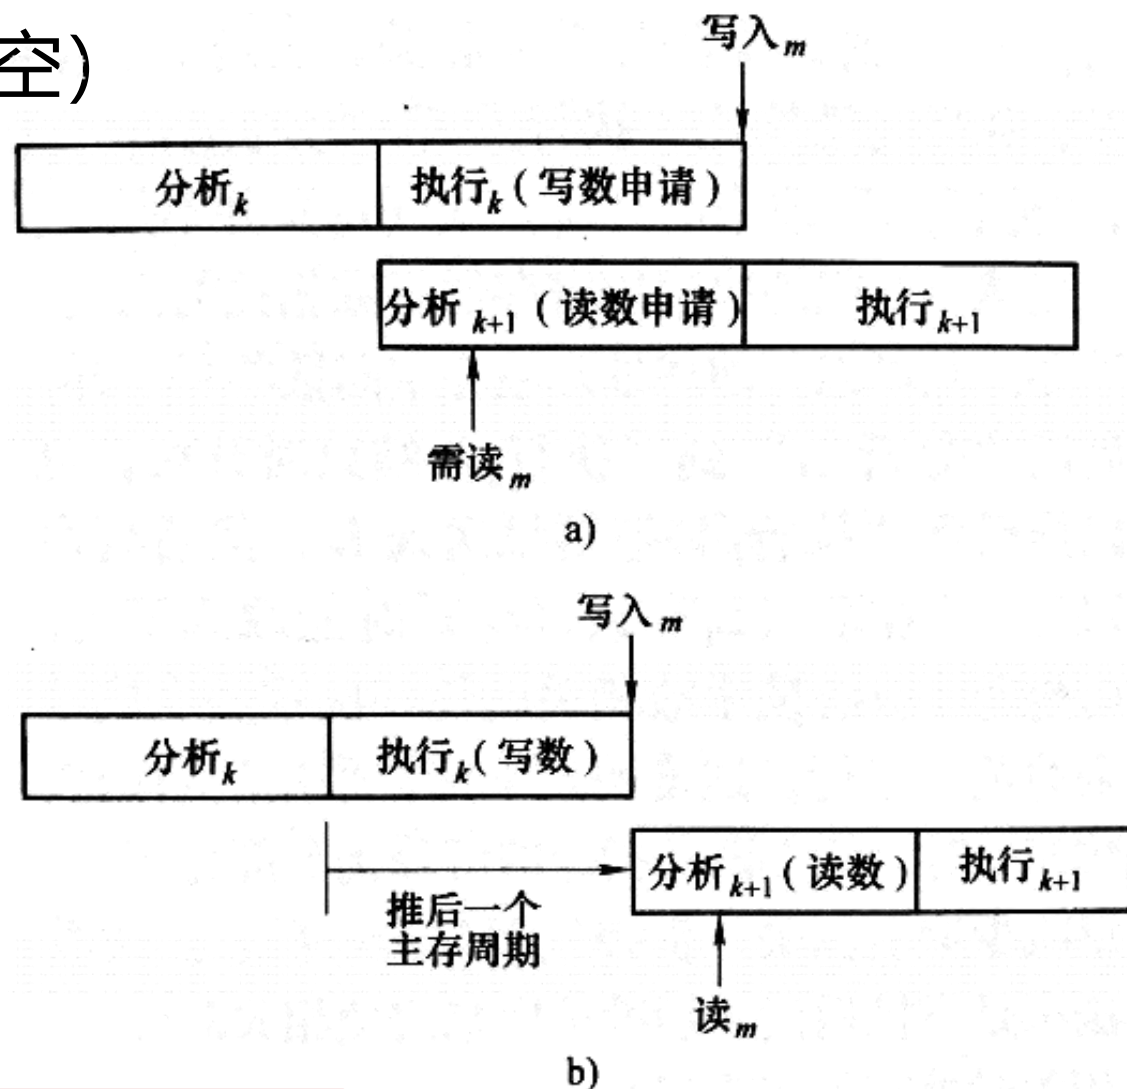 空)
写入m
分析k 执行k(写数申请)
分析k+1(读数申请) 执行k+1
需读m
a)
写入m
分析k 执行k(写数)
分析k+1(读数) 执行k+1
推后一个
主存周期
读m
b)